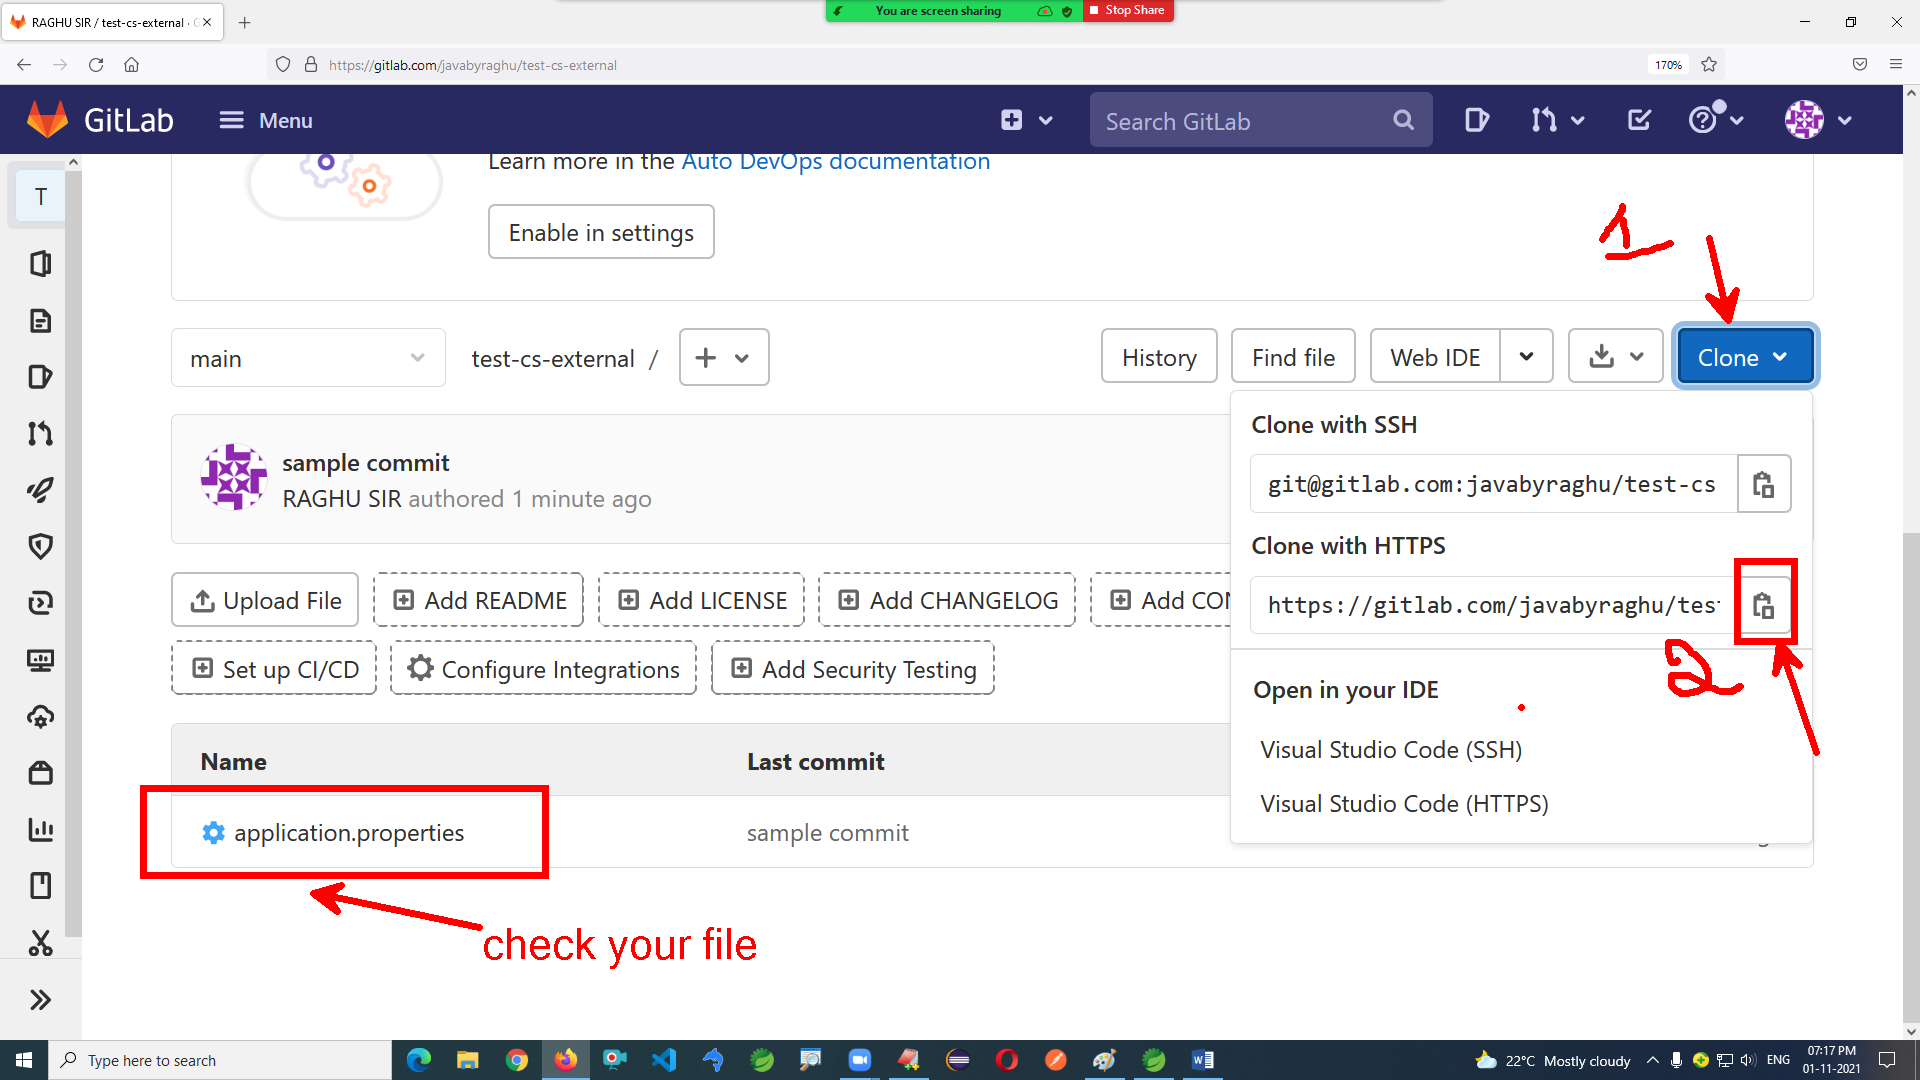 RAGHU SIR / test-cs-external · G
You are screen sharing
Stop Share
https://gitlab.com/javabyraghu/test-cs-external
170%
GitLab
Menu
Search GitLab
T
Learn more in the Auto DevOps documentation
Enable in settings
1
main
test-cs-external /
History
Find file
Web IDE
Clone
Clone with SSH
git@gitlab.com:javabyraghu/test-cs
sample commit
RAGHU SIR authored 1 minute ago
Clone with HTTPS
https://gitlab.com/javabyraghu/tes
2
Upload File
Add README
Add LICENSE
Add CHANGELOG
Add CON
Set up CI/CD
Configure Integrations
Add Security Testing
Open in your IDE
Visual Studio Code (SSH)
Visual Studio Code (HTTPS)
Name
Last commit
application.properties
sample commit
check your file
Type here to search
22°C Mostly cloudy
ENG
07:17 PM
01-11-2021